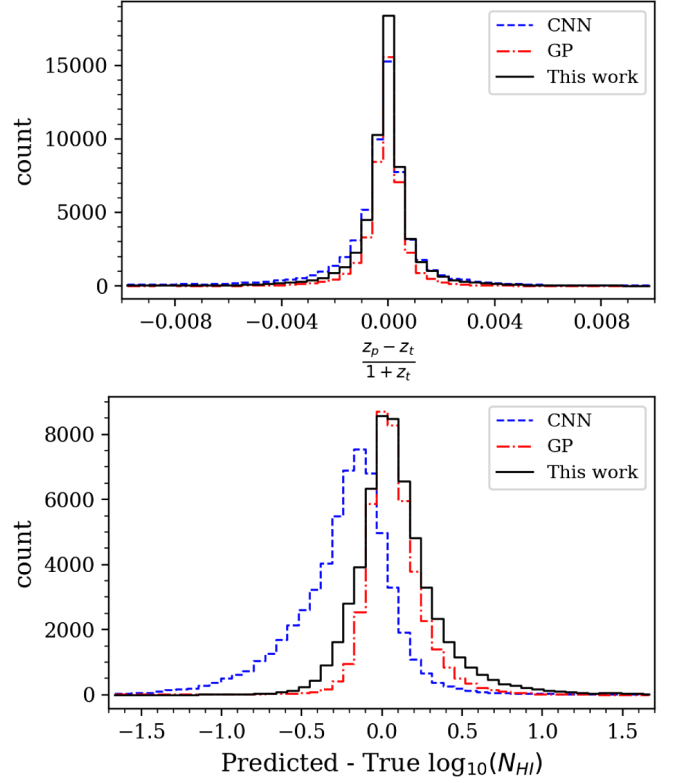 CNN
GP
This work
15000
10000
5000
0
count
−0.008
−0.004
0.000
0.004
0.008
z_p − z_t
1 + z_t
CNN
GP
This work
8000
6000
4000
2000
0
count
−1.5
−1.0
−0.5
0.0
0.5
1.0
1.5
Predicted - True log₁₀(N_HI)